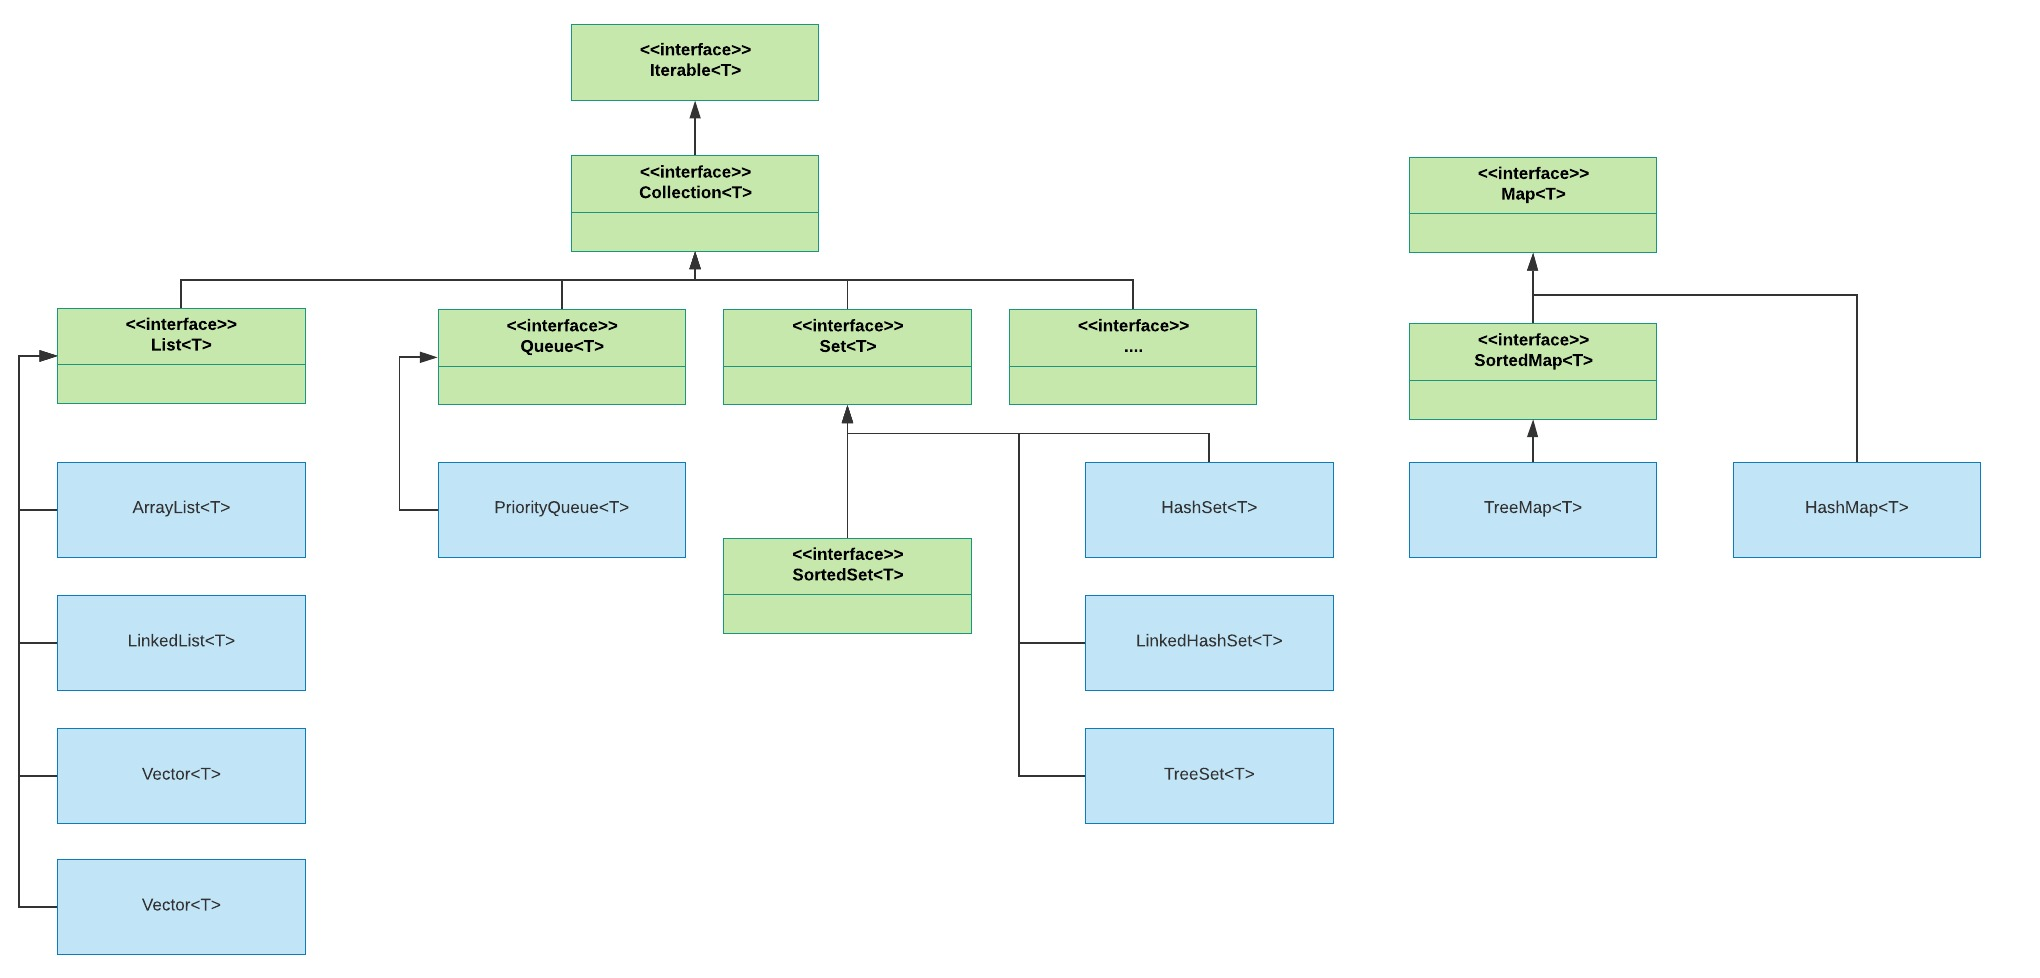 <<interface>>
Iterable<T>
<<interface>>
Collection<T>
<<interface>>
Map<T>
<<interface>>
List<T>
<<interface>>
Queue<T>
<<interface>>
Set<T>
<<interface>>
....
<<interface>>
SortedMap<T>
ArrayList<T>
PriorityQueue<T>
HashSet<T>
TreeMap<T>
HashMap<T>
<<interface>>
SortedSet<T>
LinkedList<T>
LinkedHashSet<T>
Vector<T>
TreeSet<T>
Vector<T>